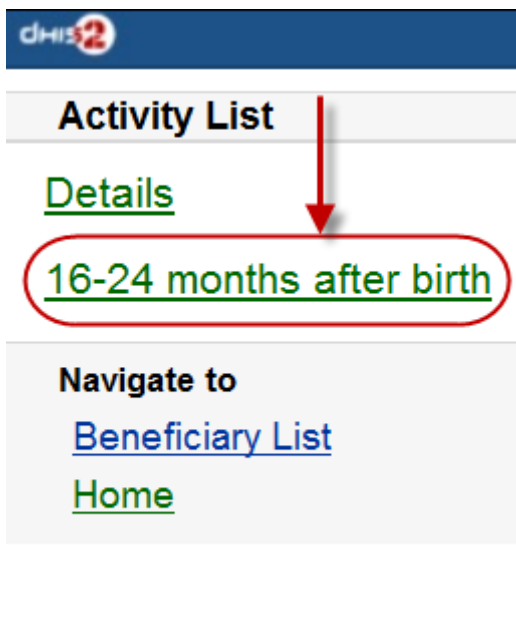 dHIS2
Activity List
Details
16-24 months after birth
Navigate to
Beneficiary List
Home